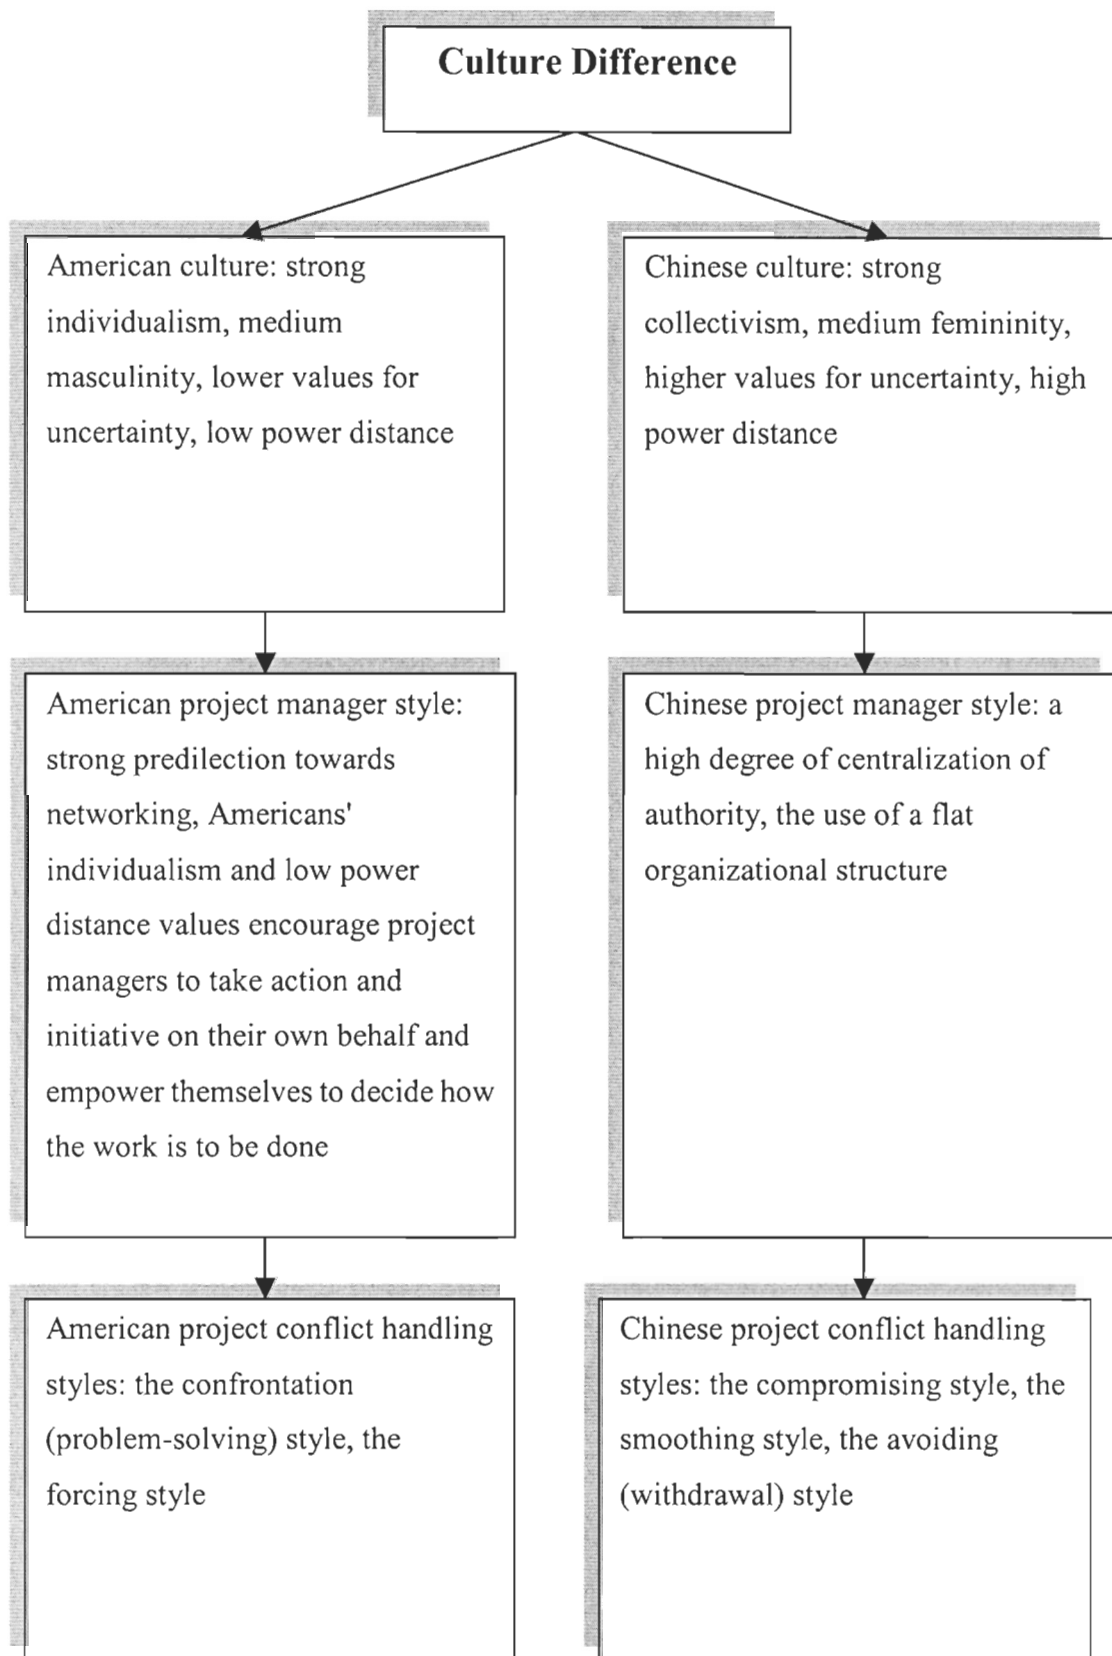 Culture Difference
American culture: strong
individualism, medium
masculinity, lower values for
uncertainty, low power distance
Chinese culture: strong
collectivism, medium femininity,
higher values for uncertainty, high
power distance
American project manager style:
strong predilection towards
networking, Americans'
individualism and low power
distance values encourage project
managers to take action and
initiative on their own behalf and
empower themselves to decide how
the work is to be done
Chinese project manager style: a
high degree of centralization of
authority, the use of a flat
organizational structure
American project conflict handling
styles: the confrontation
(problem-solving) style, the
forcing style
Chinese project conflict handling
styles: the compromising style, the
smoothing style, the avoiding
(withdrawal) style